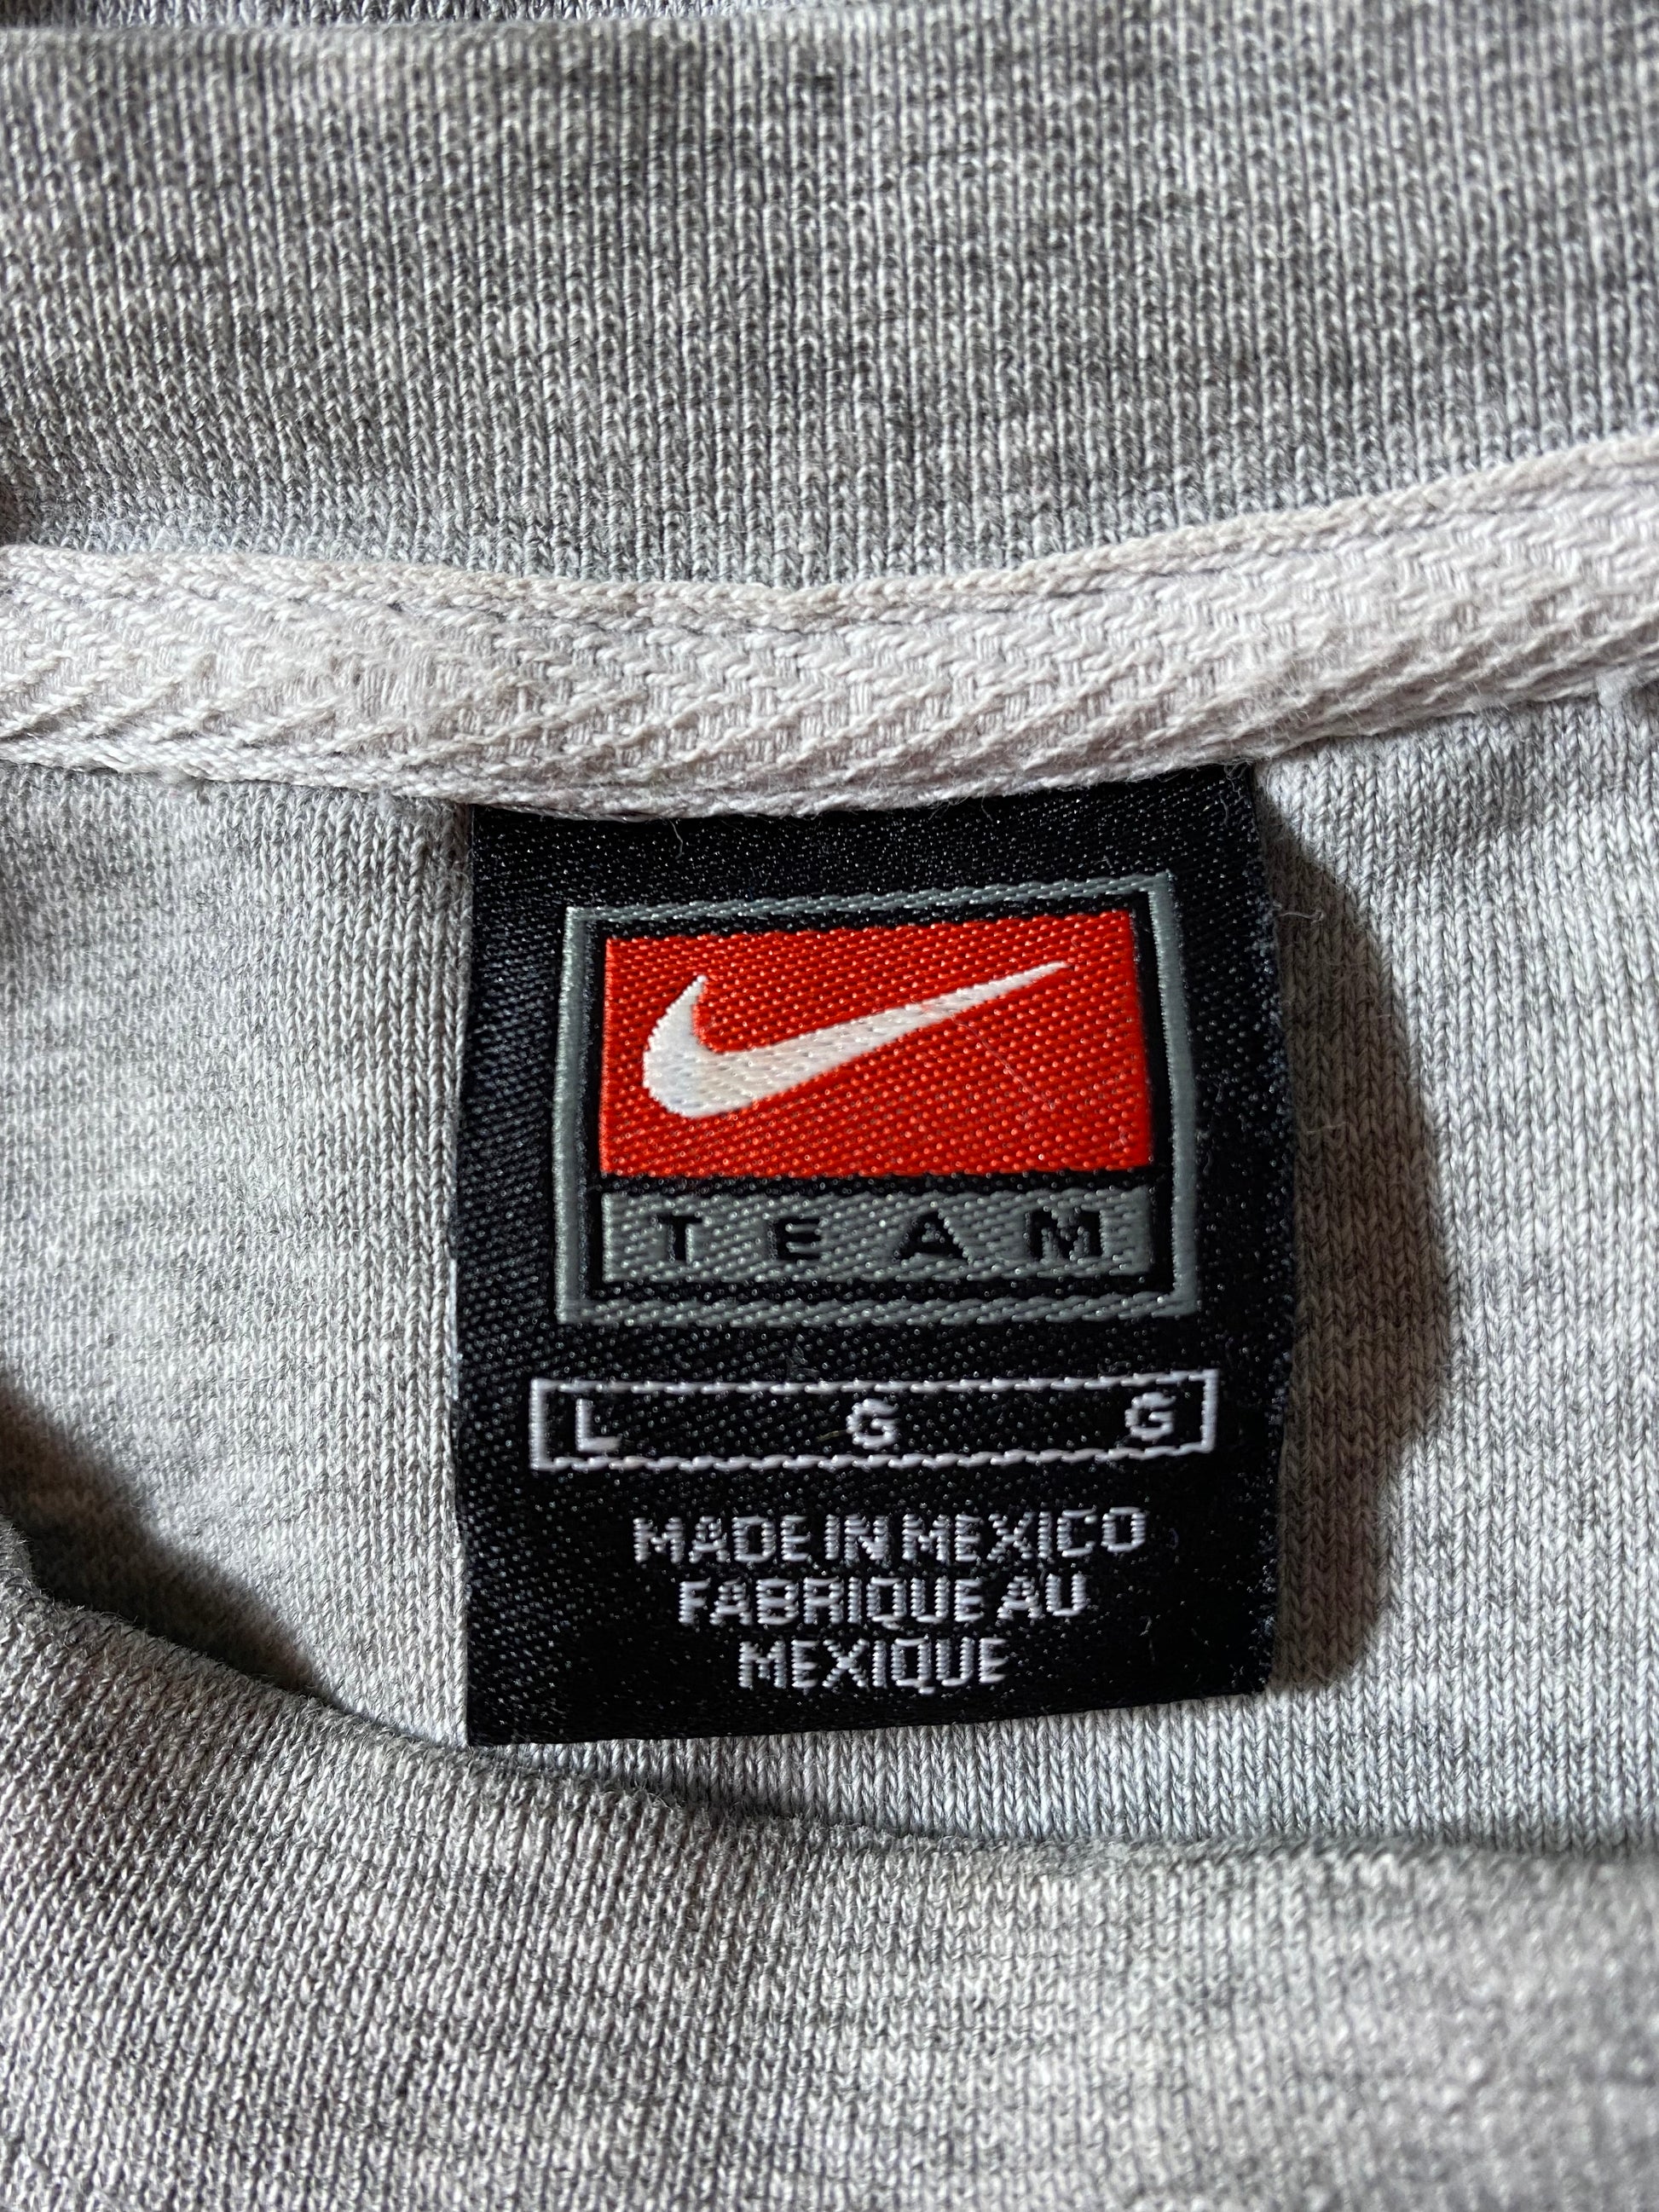 TEAM
L G G
MADE IN MEXICO
FABRIQUE AU
MEXIQUE